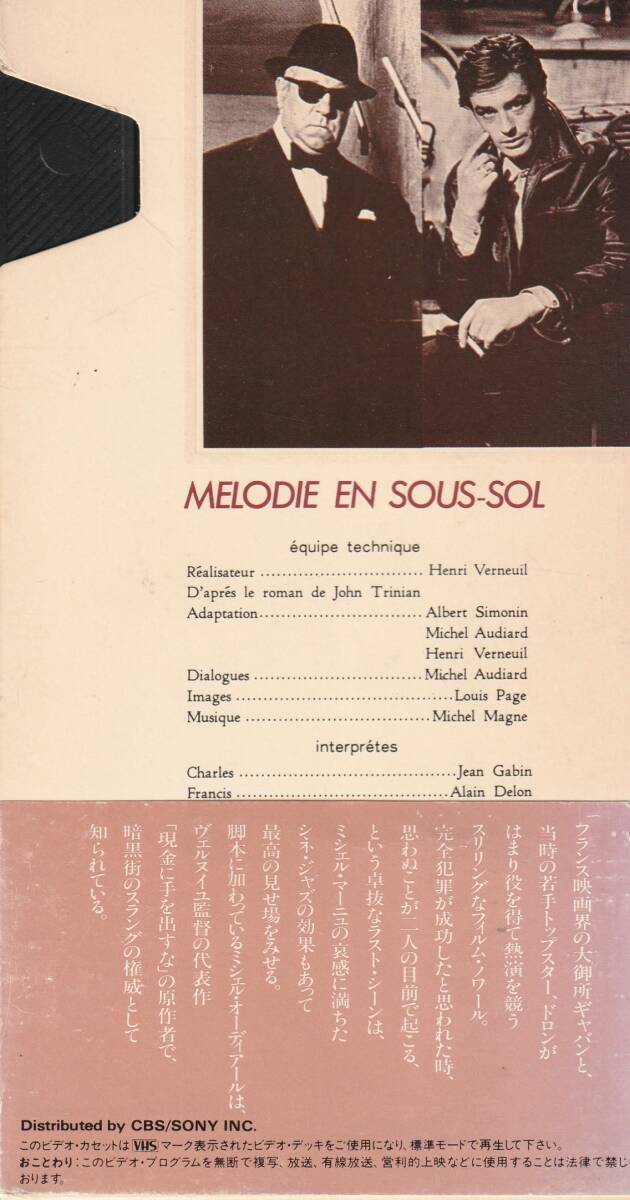 MELODIE EN SOUS-SOL
équipe technique
Réalisateur .............................. Henri Verneuil
D'aprés le roman de John Trinian
Adaptation.............................. Albert Simonin
Michel Audiard
Henri Verneuil
Dialogues ............................... Michel Audiard
Images ........................................Louis Page
Musique .................................. Michel Magne
interprétes
Charles ........................................Jean Gabin
Francis .......................................Alain Delon
フランス映画界の大御所ギャバンと、
当時の若手トップスター、ドロンが
はまり役を得て熱演を競う
スリリングなフィルム・ノワール。
完全犯罪が成功したと思われた時、
思わぬことが二人の目前で起こる、
という卓抜なラスト・シーンは、
ミシェル・マーニュの哀感に満ちた
シネ・ジャズの効果もあって
最高の見せ場をみせる。
脚本に加わっているミシェル・オーディアールは、
ヴェルヌイユ監督の代表作
「現金に手を出すな」の原作者で、
暗黒街のスラングの権威として
知られている。
Distributed by CBS/SONY INC.
このビデオ・カセットは VHS マーク表示されたビデオ・デッキをご使用になり、標準モードで再生して下さい。
おことわり:このビデオ・プログラムを無断で複写、放送、有線放送、営利的上映などに使用することは法律で禁じ
おります。